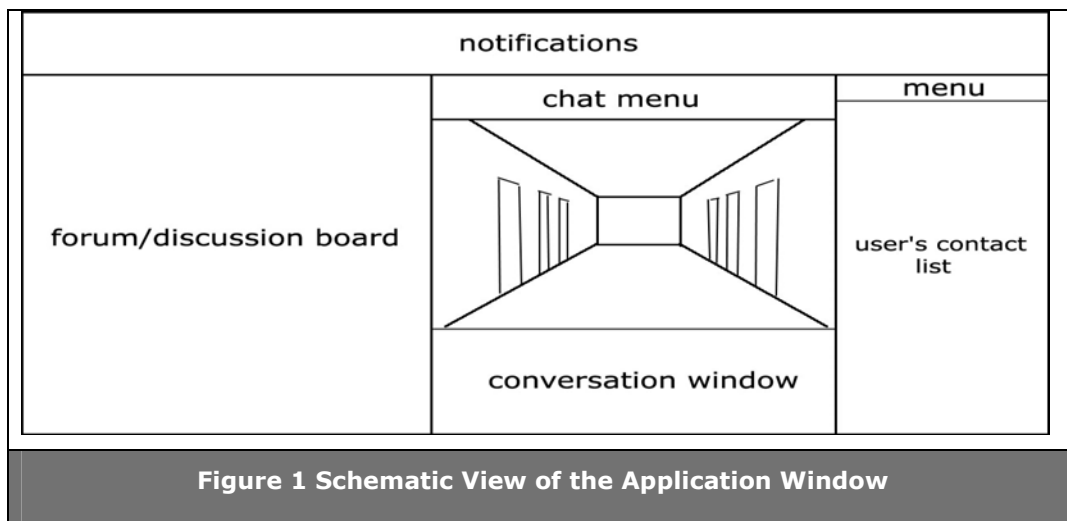 notifications
chat menu
menu
forum/discussion board
user's contact
list
conversation window
Figure 1 Schematic View of the Application Window